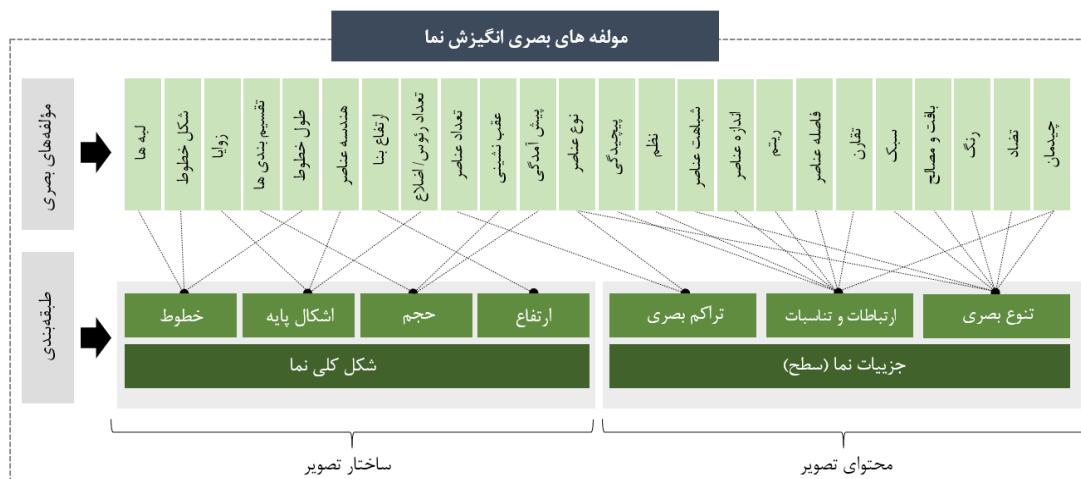 مولفه های بصری انگیزش نما
مؤلفه‌های بصری
چیدمان
تضاد
رنگ
بافت و مصالح
سبک
تقارن
فاصله عناصر
ریتم
اندازه عناصر
شباهت عناصر
نظم
پیچیدگی
نوع عناصر
پیش آمدگی
عقب نشینی
تعداد عناصر
تعداد رئوس/اضلاع
ارتفاع بنا
هندسه عناصر
طول خطوط
تقسیم بندی ها
زوایا
شکل خطوط
لبه ها
طبقه‌بندی
تنوع بصری
ارتباطات و تناسبات
تراکم بصری
ارتفاع
حجم
اشکال پایه
خطوط
جزییات نما (سطح)
شکل کلی نما
محتوای تصویر
ساختار تصویر